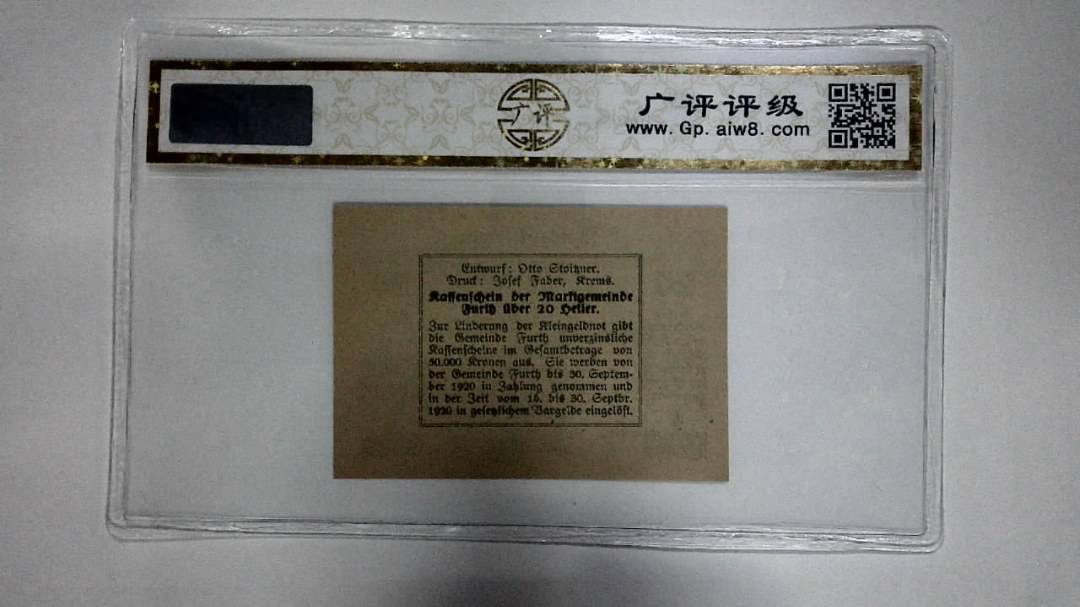 广评
广评评级
www. Gp. aiw8. com
Entwurf: Otto Stoitzner.
Druck: Josef Faber, Krems.
Kassenschein der Marktgemeinde
Furth über 20 Heller.
Zur Linderung der Kleingeldnot gibt
die Gemeinde Furth unverzinsliche
Kassenscheine im Gesamtbetrage von
50.000 Kronen aus. Sie werden von
der Gemeinde Furth bis 30. Septem-
ber 1920 in Zahlung genommen und
in der Zeit vom 16. bis 30. Septbr.
1920 in gesetzlichem Bargelde eingelöst.